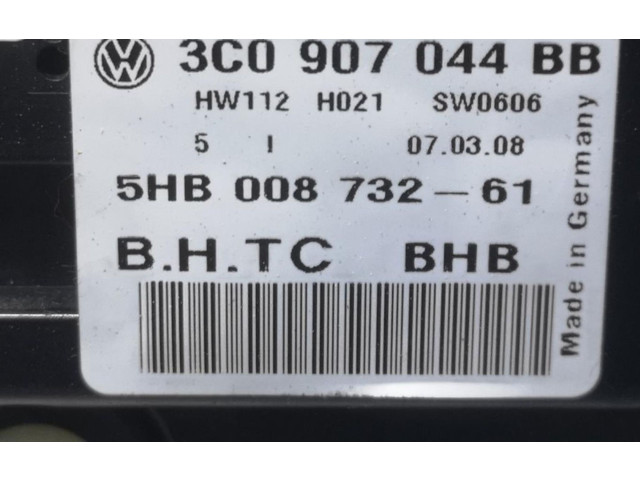 3C0 907 044 BB
HW112 H021 SW0606
5 I 07.03.08
5HB 008 732-61
B.H.TC BHB
Made in Germany